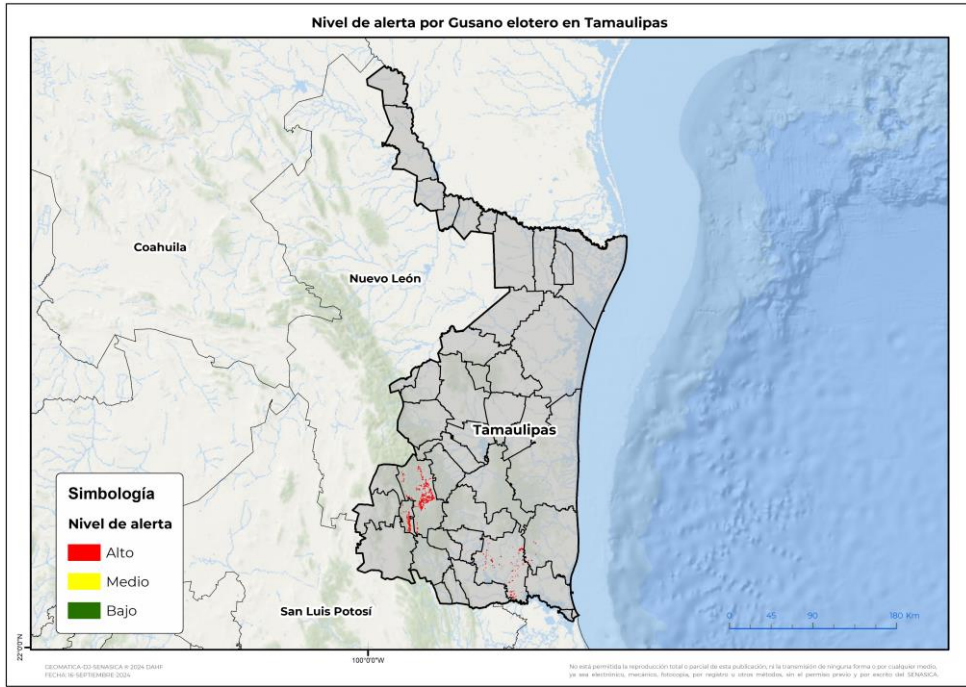 Nivel de alerta por Gusano elotero en Tamaulipas
Coahuila
Nuevo León
Tamaulipas
San Luis Potosí
Simbología
Nivel de alerta
Alto
Medio
Bajo
0 45 90 180 Km
22°0'0"N
100°0'0"W
GEOMATICA-DJ-SENASICA © 2024 DAHF
FECHA: 16-SEPTIEMBRE 2024
No está permitida la reproducción total o parcial de esta publicación, ni la transmisión de ninguna forma o por cualquier medio,
ya sea electrónico, mecánico, fotocopia, por registro u otros métodos, sin el permiso previo y por escrito del SENASICA.